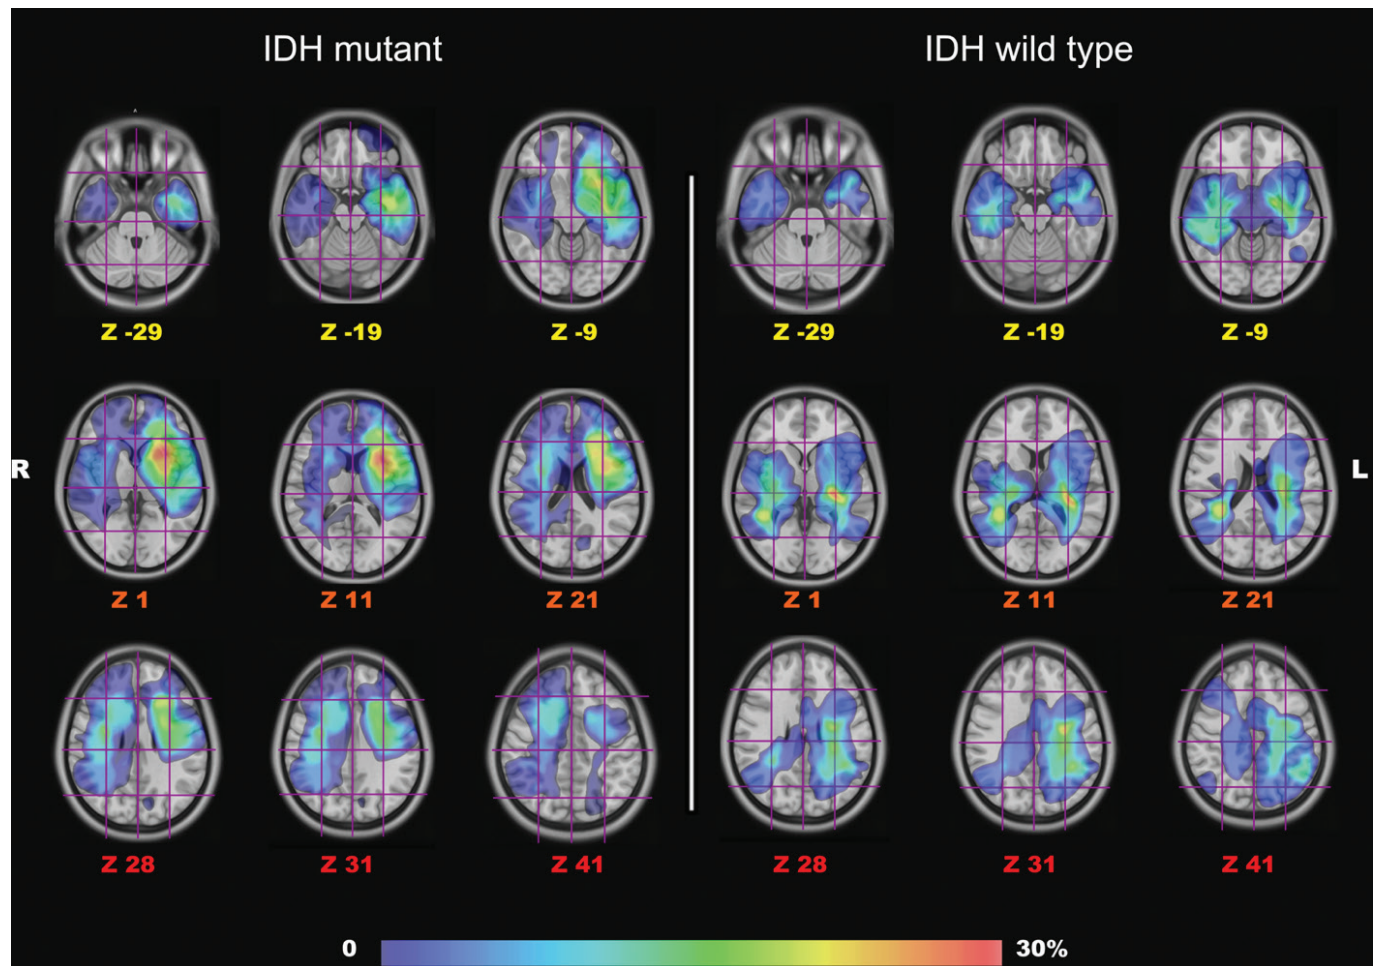 IDH mutant IDH wild type
Z -29 Z -19 Z -9 Z -29 Z -19 Z -9
R L
Z 1 Z 11 Z 21 Z 1 Z 11 Z 21
Z 28 Z 31 Z 41 Z 28 Z 31 Z 41
0 30%